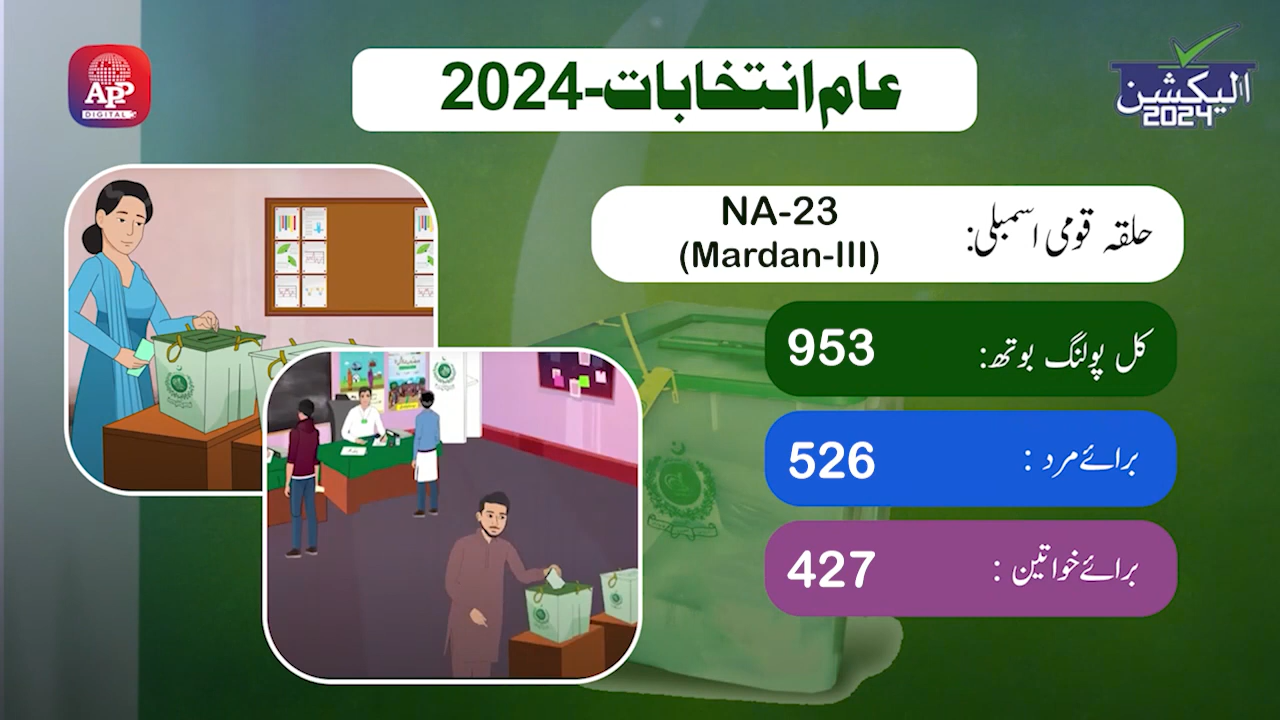 APP
DIGITAL
عام انتخابات-2024
الیکشن
2024
حلقہ قومی اسمبلی:
NA-23
(Mardan-III)
کل پولنگ بوتھ:
953
برائے مرد :
526
برائے خواتین :
427